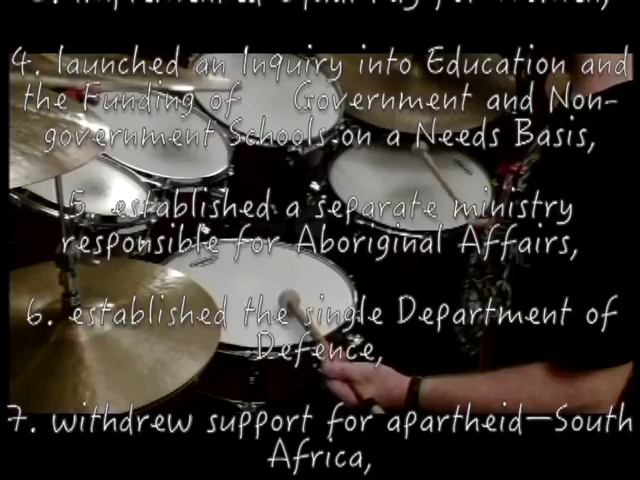 4. launched an Inquiry into Education and
the Funding of Government and Non-
government Schools on a Needs Basis,
5. established a separate ministry
responsible for Aboriginal Affairs,
6. established the single Department of
Defence,
7. withdrew support for apartheid—South
Africa,